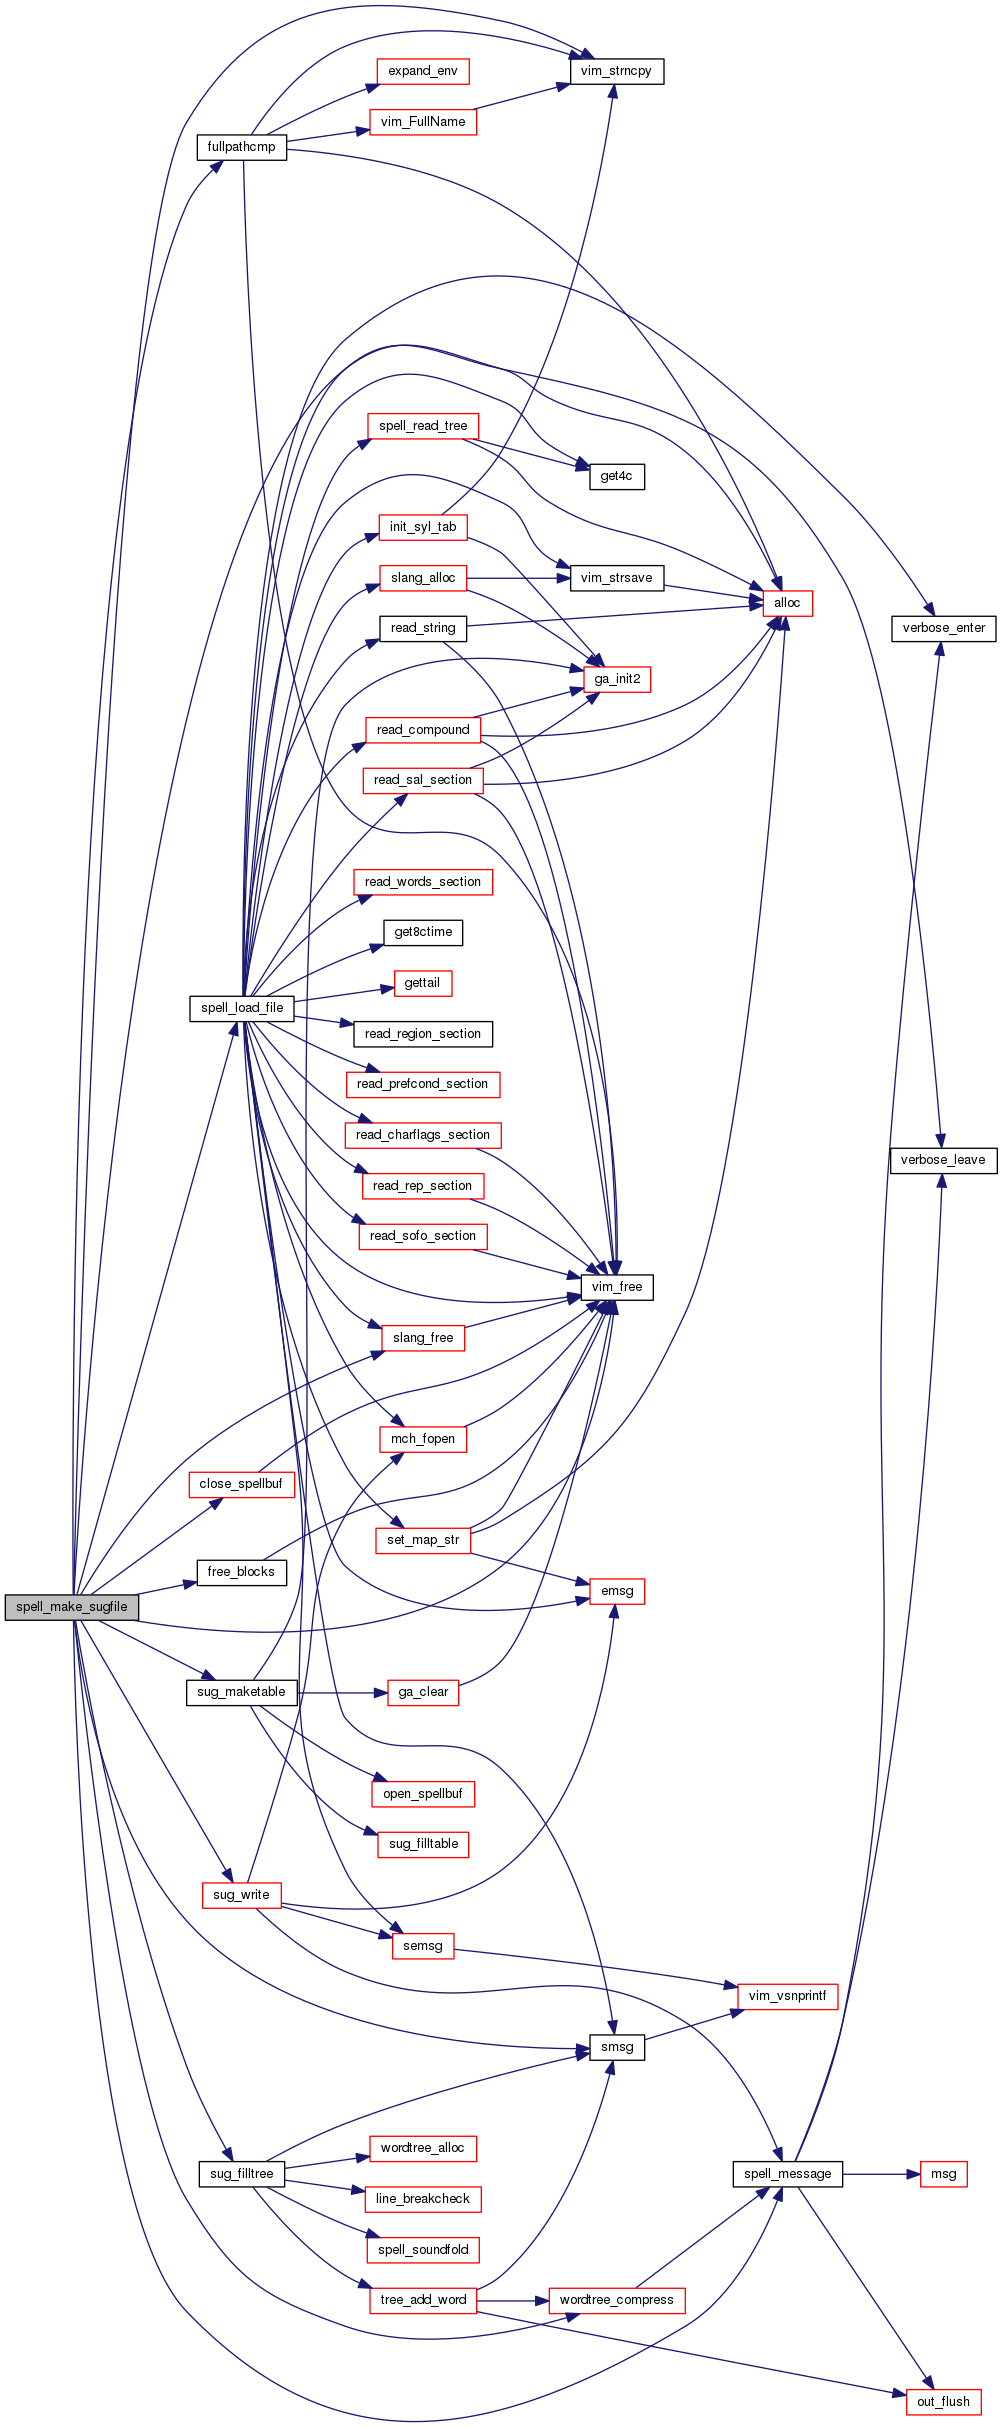 vim_strncpy
expand_env
vim_FullName
fullpathcmp
spell_read_tree
get4c
init_syl_tab
slang_alloc
vim_strsave
alloc
read_string
verbose_enter
ga_init2
read_compound
read_sal_section
read_words_section
get8ctime
gettail
spell_load_file
read_region_section
read_prefcond_section
read_charflags_section
verbose_leave
read_rep_section
read_sofo_section
vim_free
slang_free
mch_fopen
close_spellbuf
set_map_str
free_blocks
emsg
spell_make_sugfile
sug_maketable
ga_clear
open_spellbuf
sug_filltable
sug_write
semsg
vim_vsnprintf
smsg
wordtree_alloc
sug_filltree
spell_message
msg
line_breakcheck
spell_soundfold
tree_add_word
wordtree_compress
out_flush